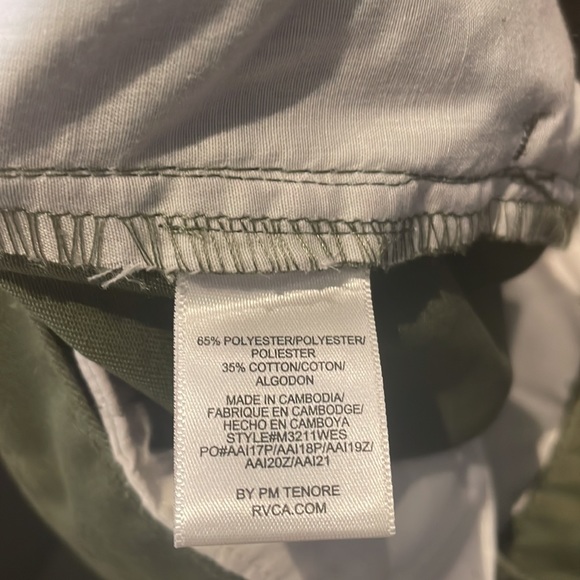 65% POLYESTER/POLYESTER/
POLIESTER
35% COTTON/COTON/
ALGODON
MADE IN CAMBODIA/
FABRIQUE EN CAMBODGE/
HECHO EN CAMBOYA
STYLE#M3211WES
PO#AAI17P/AAI18P/AAI19Z/
AAI20Z/AAI21
BY PM TENORE
RVCA.COM